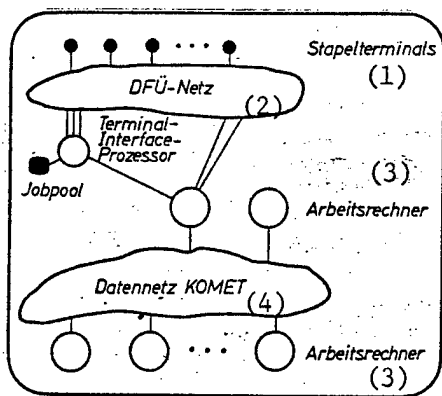 Stapelterminals
(1)
DFÜ-Netz
(2)
Terminal-
Interface-
Prozessor
Jobpool
(3)
Arbeitsrechner
Datennetz KOMET
(4)
Arbeitsrechner
(3)